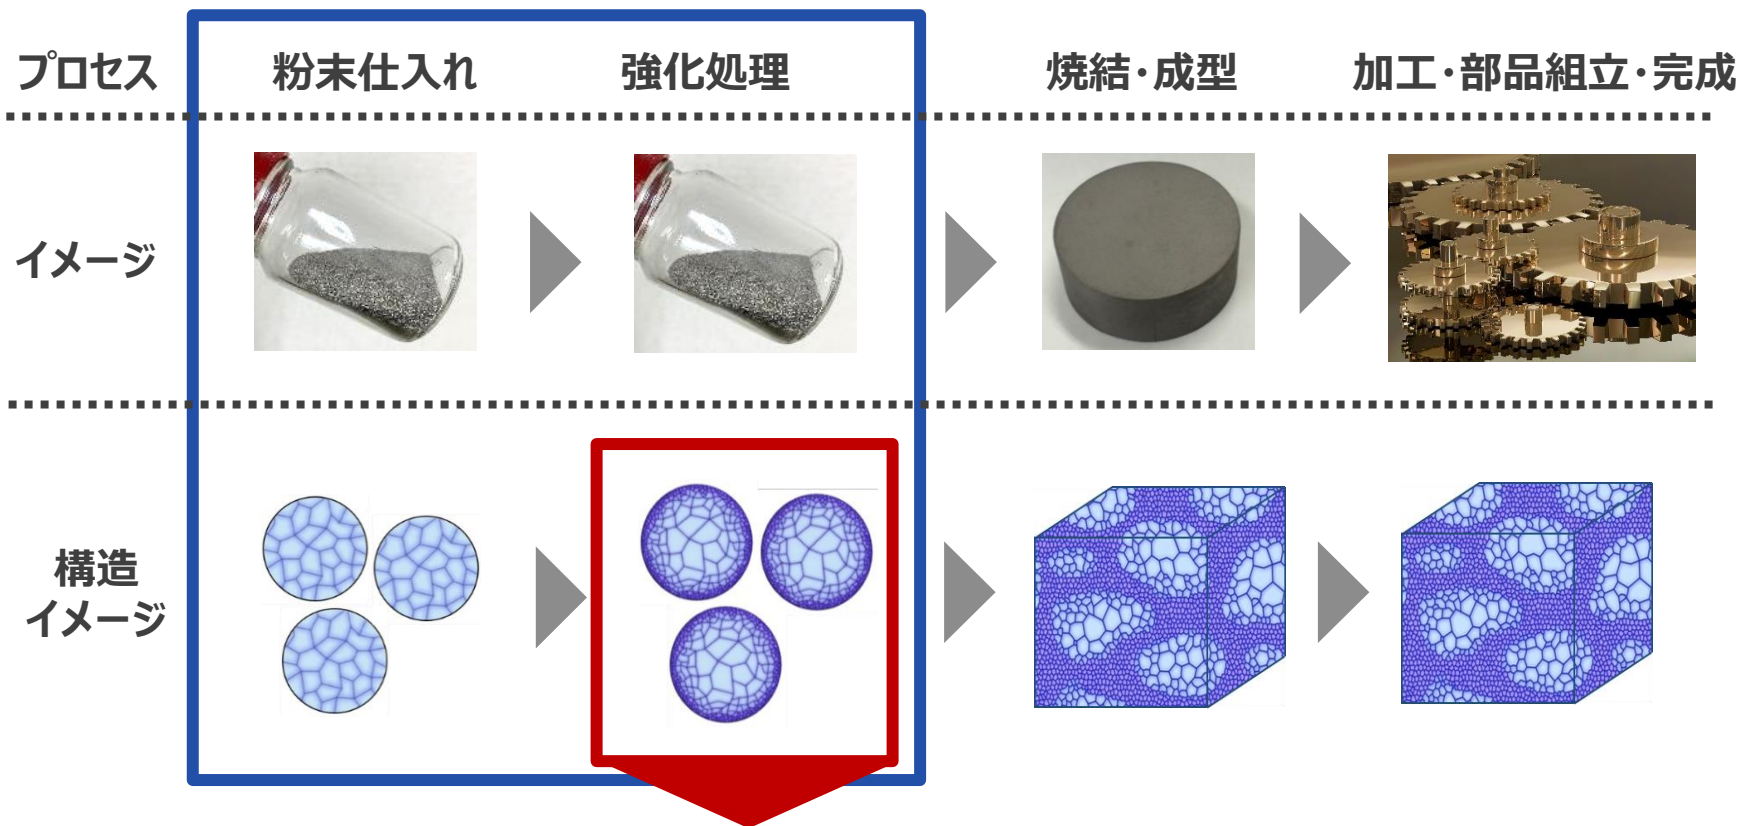 プロセス
粉末仕入れ
強化処理
焼結･成型
加工･部品組立･完成
イメージ
構造
イメージ